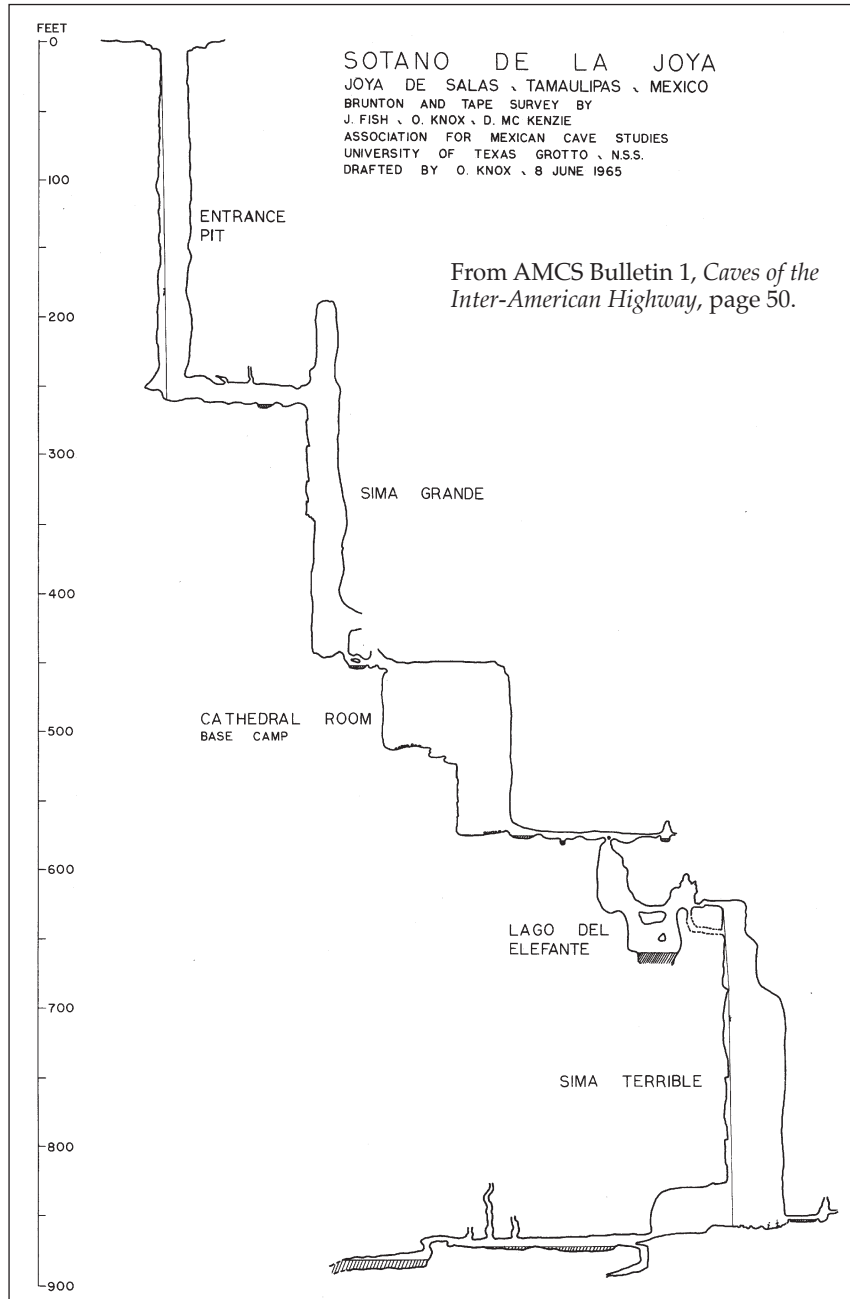 FEET
0
SOTANO DE LA JOYA
JOYA DE SALAS, TAMAULIPAS, MEXICO
BRUNTON AND TAPE SURVEY BY
J. FISH, O. KNOX, D. MC KENZIE
ASSOCIATION FOR MEXICAN CAVE STUDIES
UNIVERSITY OF TEXAS GROTTO, N.S.S.
DRAFTED BY O. KNOX, 8 JUNE 1965
100
ENTRANCE
PIT
From AMCS Bulletin 1, Caves of the
Inter-American Highway, page 50.
200
300
SIMA GRANDE
400
CATHEDRAL ROOM
BASE CAMP
500
600
LAGO DEL
ELEFANTE
700
SIMA TERRIBLE
800
900